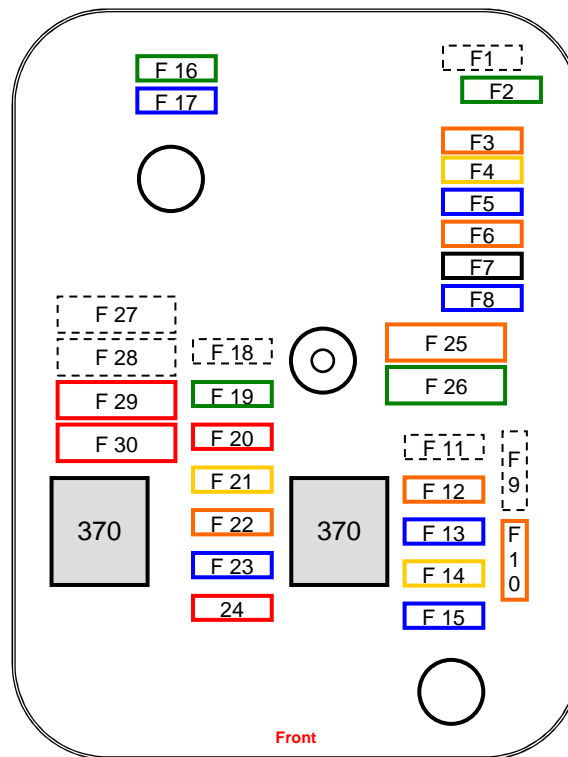 F1
F 16
F2
F 17
F3
F4
F5
F6
F7
F8
F 27
F 28
F 29
F 30
F 18
F 19
F 20
F 21
F 22
F 23
24
F 25
F 26
F 11
F 12
F 13
F 14
F 15
F
9
F
1
0
370
370
Front